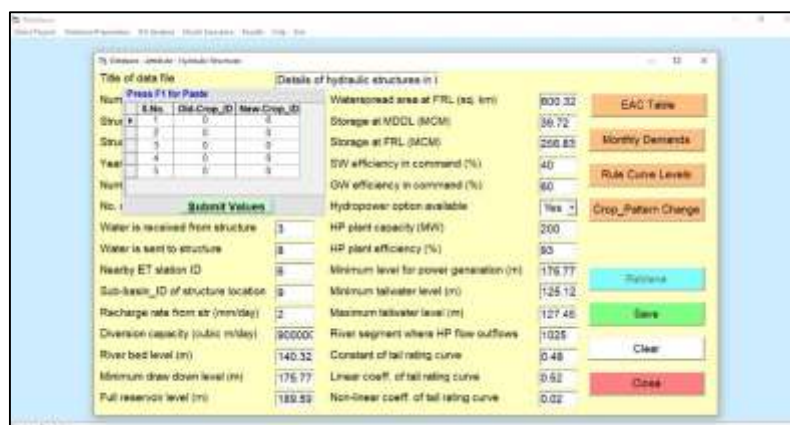 Title of data file
Details of hydraulic structures in I
Press F1 for Paste
S.No. Old-Crop_ID New-Crop_ID
1 0 0
2 0 0
3 0 0
4 0 0
5 0 0
Submit Values
Num
Struc
Year
Num
No.
Water is received from structure 3
Water is sent to structure 8
Nearby ET station ID
Sub-basin_ID of structure location 9
Recharge rate from str (mm/day) 2
Diversion capacity (cubic m/day)
River bed level (m) 140.32
Minimum draw down level (m) 176.77
Full reservoir level (m) 189.59
Waterspread area at FRL (sq. km) 600.32
Storage at MDDL (MCM) 39.72
Storage at FRL (MCM) 256.83
SW efficiency in command (%) 40
GW efficiency in command (%) 60
Hydropower option available Yes
HP plant capacity (MW) 200
HP plant efficiency (%) 93
Minimum level for power generation (m) 176.77
Minimum tailwater level (m) 125.12
Maximum tailwater level (m) 127.46
River segment where HP flow outflows 1025
Constant of tail rating curve 0.48
Linear coeff. of tail rating curve 0.52
Non-linear coeff. of tail rating curve 0.02
EAC Table
Monthly Demands
Rule Curve Levels
Crop_Pattern Change
Retrieve
Save
Clear
Close